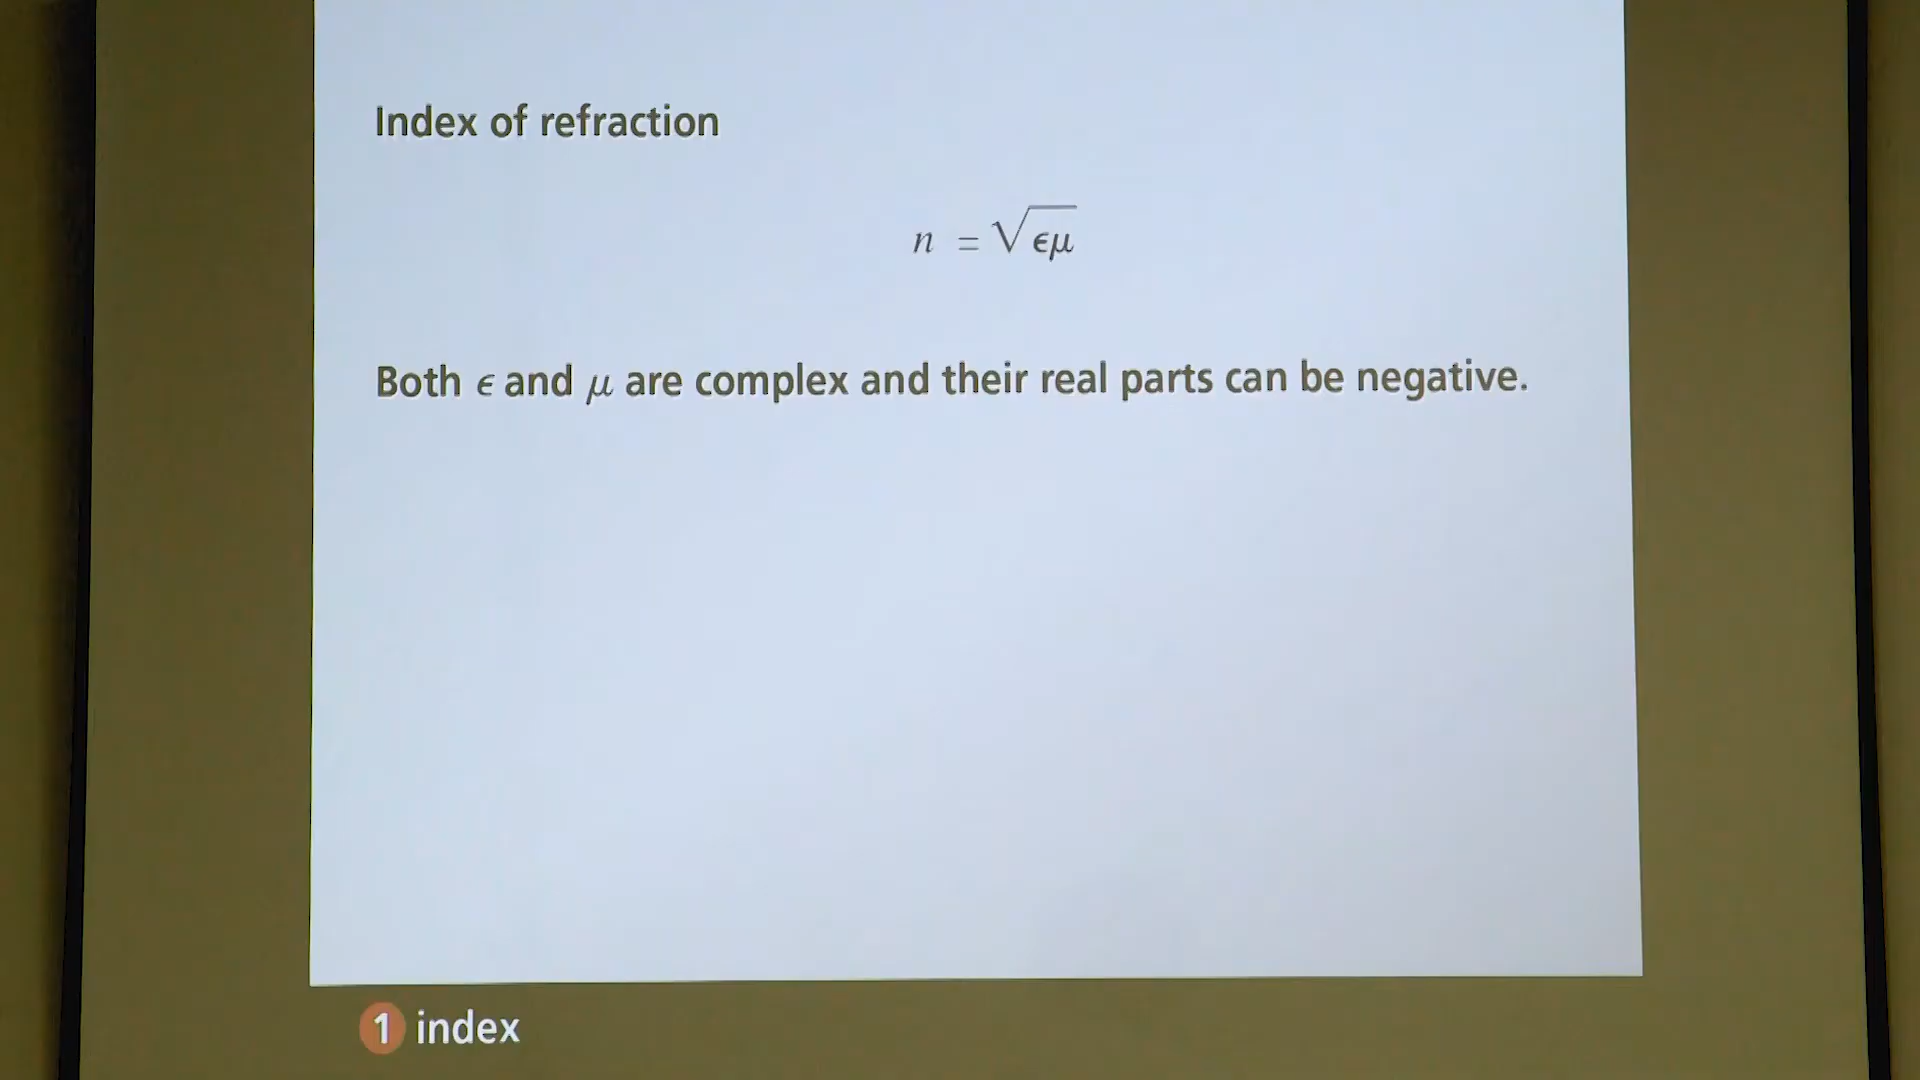 Index of refraction
n = √ϵμ
Both ϵ and μ are complex and their real parts can be negative.
1 index